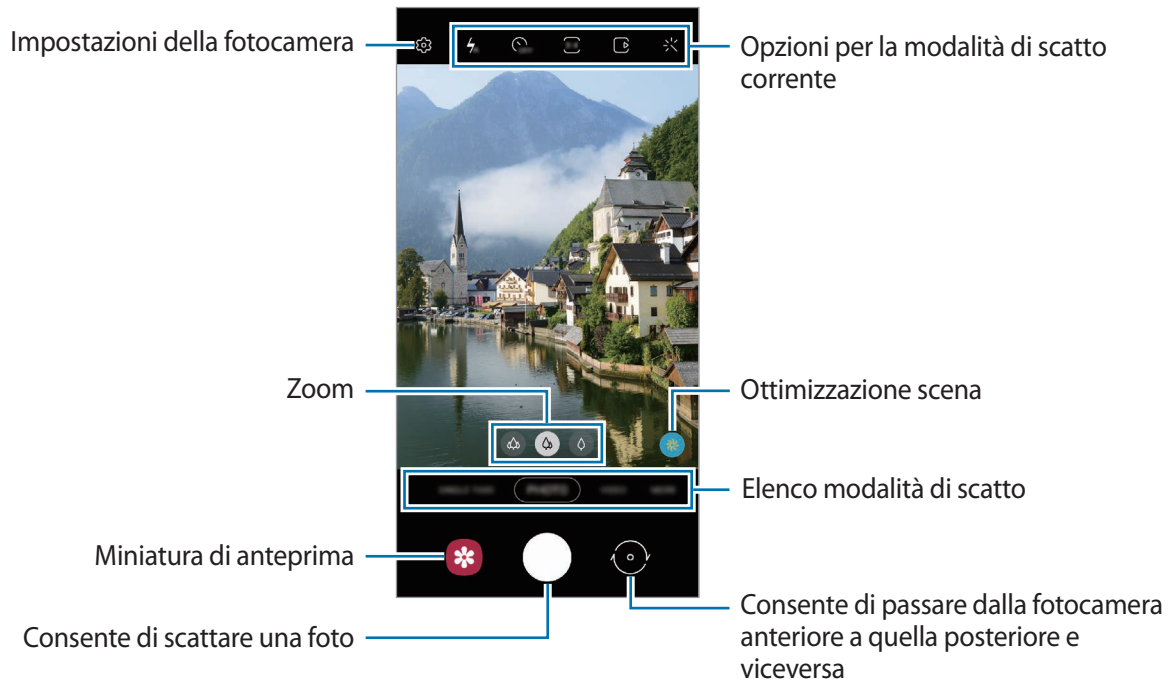 Impostazioni della fotocamera
Opzioni per la modalità di scatto
corrente
Zoom
Ottimizzazione scena
Elenco modalità di scatto
Miniatura di anteprima
Consente di scattare una foto
Consente di passare dalla fotocamera
anteriore a quella posteriore e
viceversa